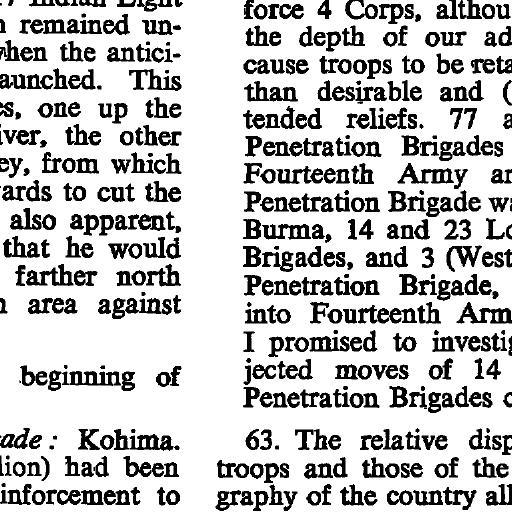 Indian Eight
remained un-
when the antici-
aunched. This
es, one up the
iver, the other
ey, from which
ards to cut the
also apparent,
that he would
farther north
area against
beginning of
ade: Kohima.
lion) had been
inforcement to
force 4 Corps, althou
the depth of our ad
cause troops to be reta
than desirable and (
tended reliefs. 77 a
Penetration Brigades
Fourteenth Army an
Penetration Brigade wa
Burma, 14 and 23 Lo
Brigades, and 3 (West
Penetration Brigade,
into Fourteenth Arm
I promised to investig
jected moves of 14
Penetration Brigades c
63. The relative disp
troops and those of the
graphy of the country all